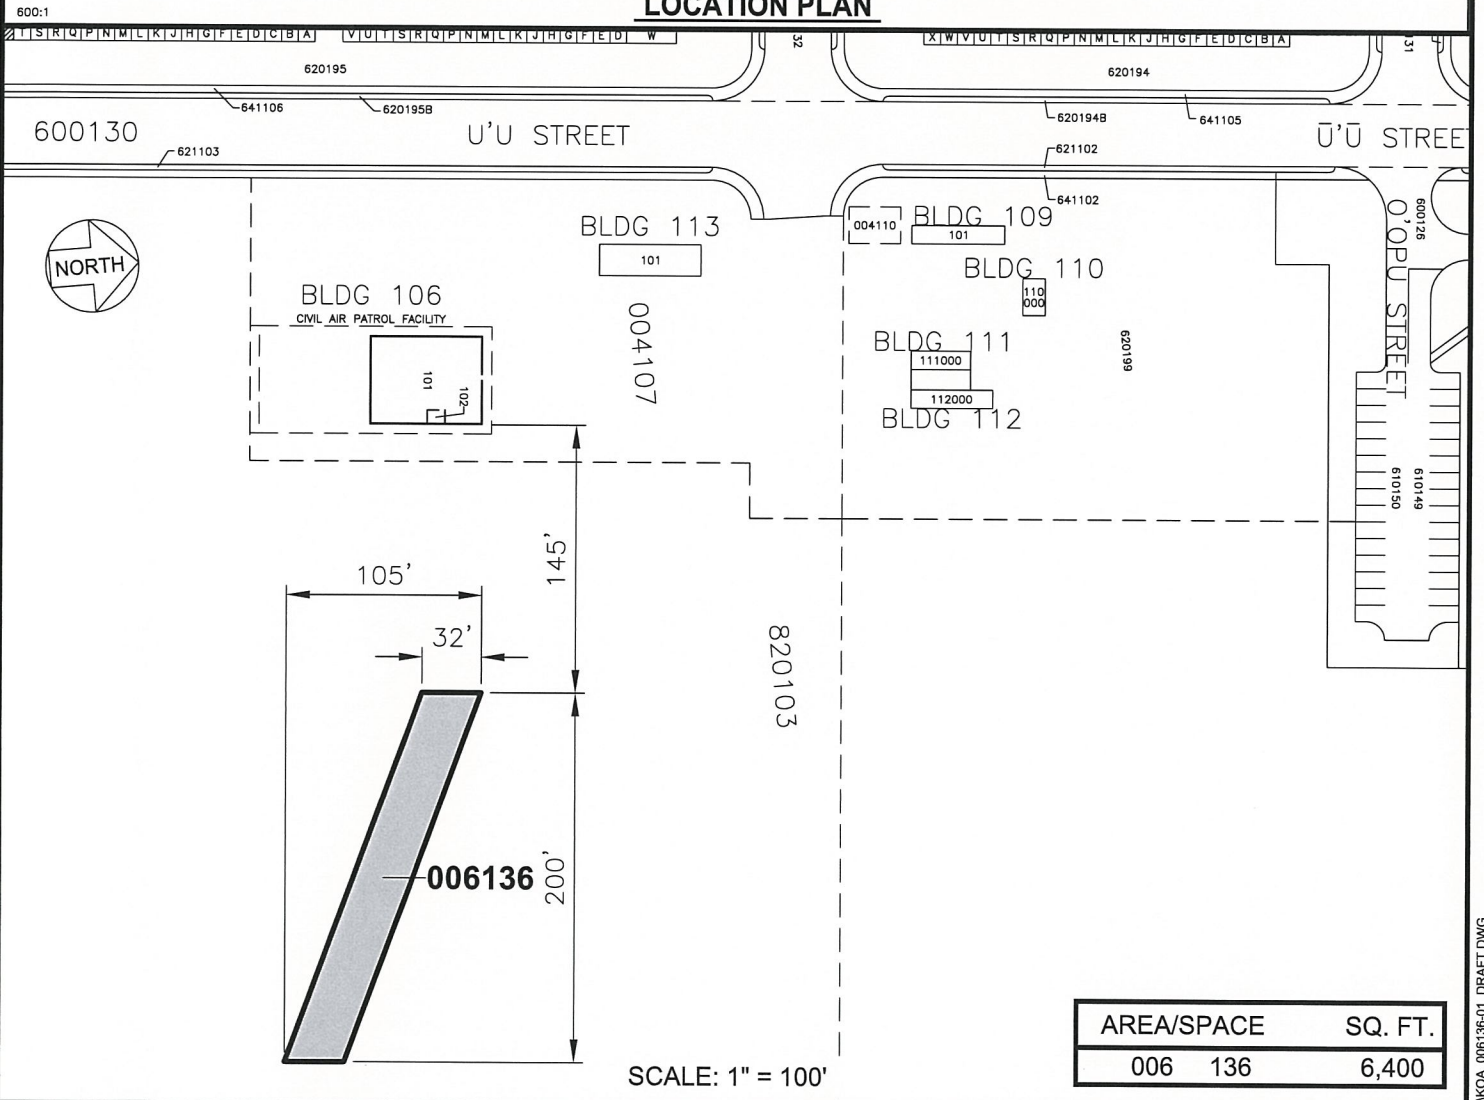 LOCATION PLAN
600:1
T S R Q P N M L K J H G F E D C B A
V U T S R Q P N M L K J H G F E D W
32
X W V U T S R Q P N M L K J H G F E D C B A
31
620195
620194
641106
620195B
620194B
641105
600130
U'U STREET
Ū'Ū STREET
621103
621102
641102
NORTH
BLDG 113
101
004110
BLDG 109
101
600126
O'OPU STREET
BLDG 110
110
000
BLDG 106
CIVIL AIR PATROL FACILITY
101
102
004107
BLDG 111
111000
112000
BLDG 112
620199
610150
610149
145'
105'
32'
820103
006136
200'
SCALE: 1" = 100'
AREA/SPACE SQ. FT.
006 136 6,400
KOA_006136-01_DRAFT.DWG